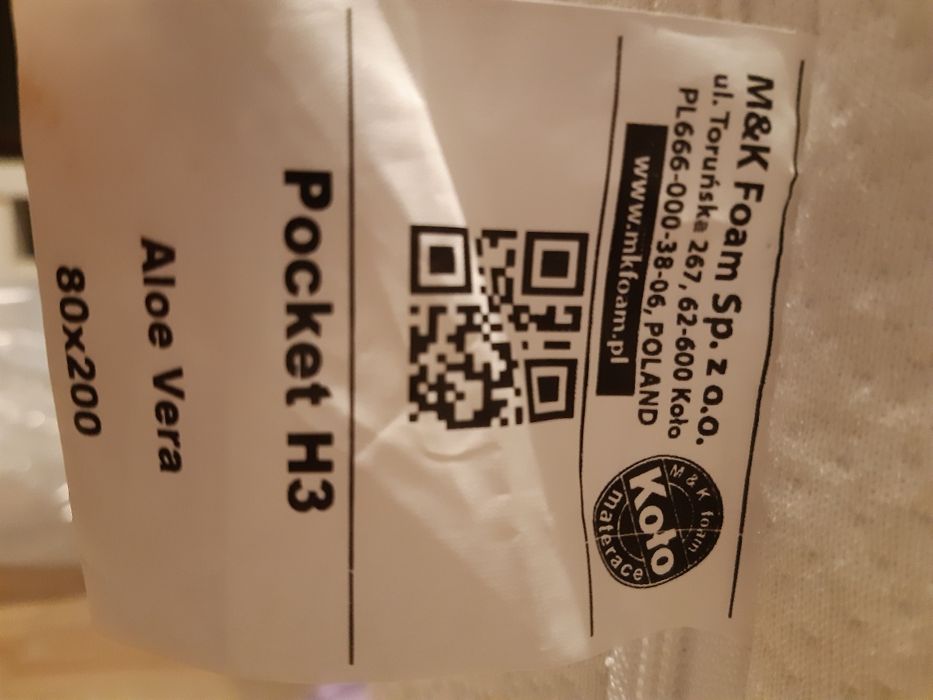 M&K Foam Sp. z o.o.
ul. Toruńska 267, 62-600 Koło
PL666-000-38-06, POLAND
www.mkfoam.pl
M & K foam
Koło
materace
Pocket H3
Aloe Vera
80x200